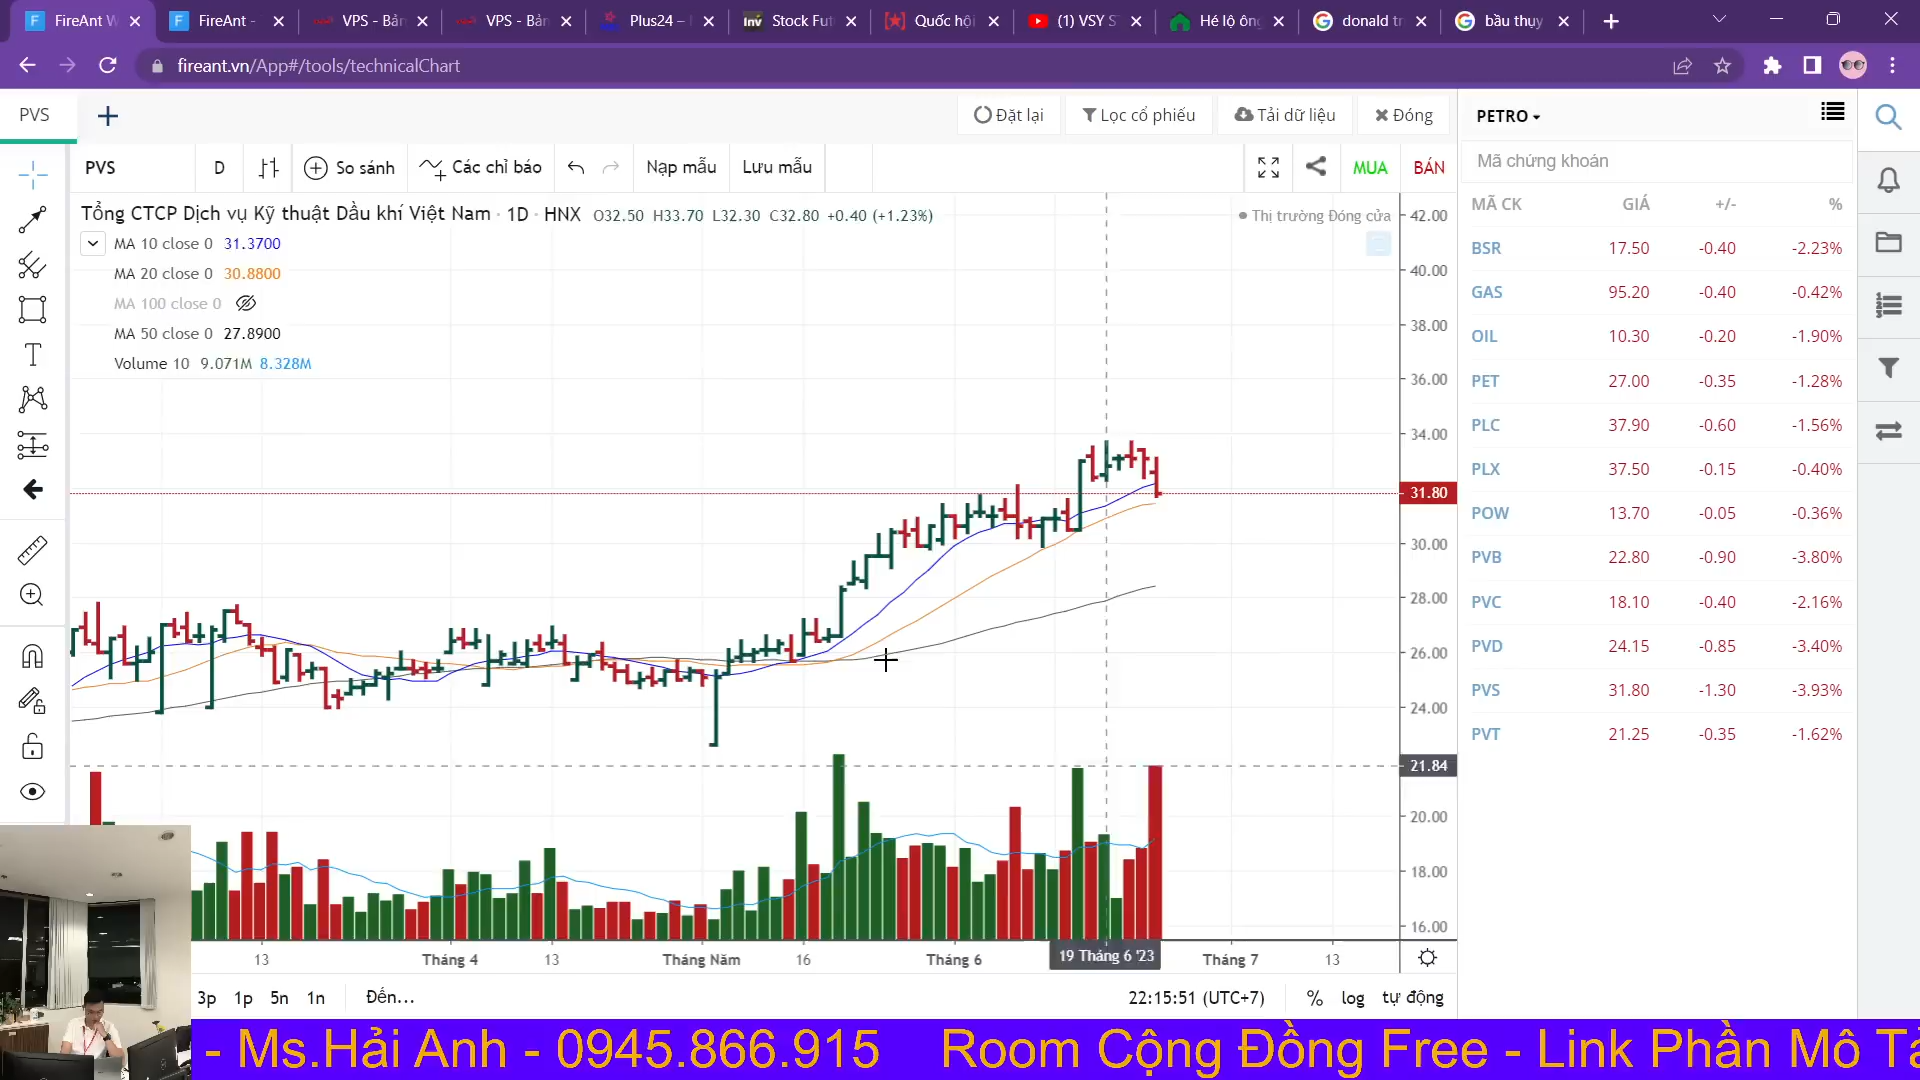 FireAnt W
FireAnt -
VPS - Bản
VPS - Bản
Plus24 –
Stock Fut
Quốc hội
(1) VSY S
Hé lộ ông
donald tr
bầu thụy
fireant.vn/App#/tools/technicalChart
PVS
Đặt lại
Lọc cổ phiếu
Tải dữ liệu
Đóng
PETRO
PVS
D
So sánh
Các chỉ báo
Nạp mẫu
Lưu mẫu
MUA
BÁN
Mã chứng khoán
Tổng CTCP Dịch vụ Kỹ thuật Dầu khí Việt Nam · 1D · HNX O32.50 H33.70 L32.30 C32.80 +0.40 (+1.23%)
Thị trường Đóng cửa
MA 10 close 0 31.3700
MA 20 close 0 30.8800
MA 100 close 0
MA 50 close 0 27.8900
Volume 10 9.071M 8.328M
42.00
40.00
38.00
36.00
34.00
31.80
30.00
28.00
26.00
24.00
21.84
20.00
18.00
16.00
MÃ CK GIÁ +/- %
BSR 17.50 -0.40 -2.23%
GAS 95.20 -0.40 -0.42%
OIL 10.30 -0.20 -1.90%
PET 27.00 -0.35 -1.28%
PLC 37.90 -0.60 -1.56%
PLX 37.50 -0.15 -0.40%
POW 13.70 -0.05 -0.36%
PVB 22.80 -0.90 -3.80%
PVC 18.10 -0.40 -2.16%
PVD 24.15 -0.85 -3.40%
PVS 31.80 -1.30 -3.93%
PVT 21.25 -0.35 -1.62%
13 Tháng 4 13 Tháng Năm 16 Tháng 6 19 Tháng 6 '23 Tháng 7 13
3p 1p 5n 1n Đến...
22:15:51 (UTC+7) % log tự động
- Ms.Hải Anh - 0945.866.915 Room Cộng Đồng Free - Link Phần Mô Tả